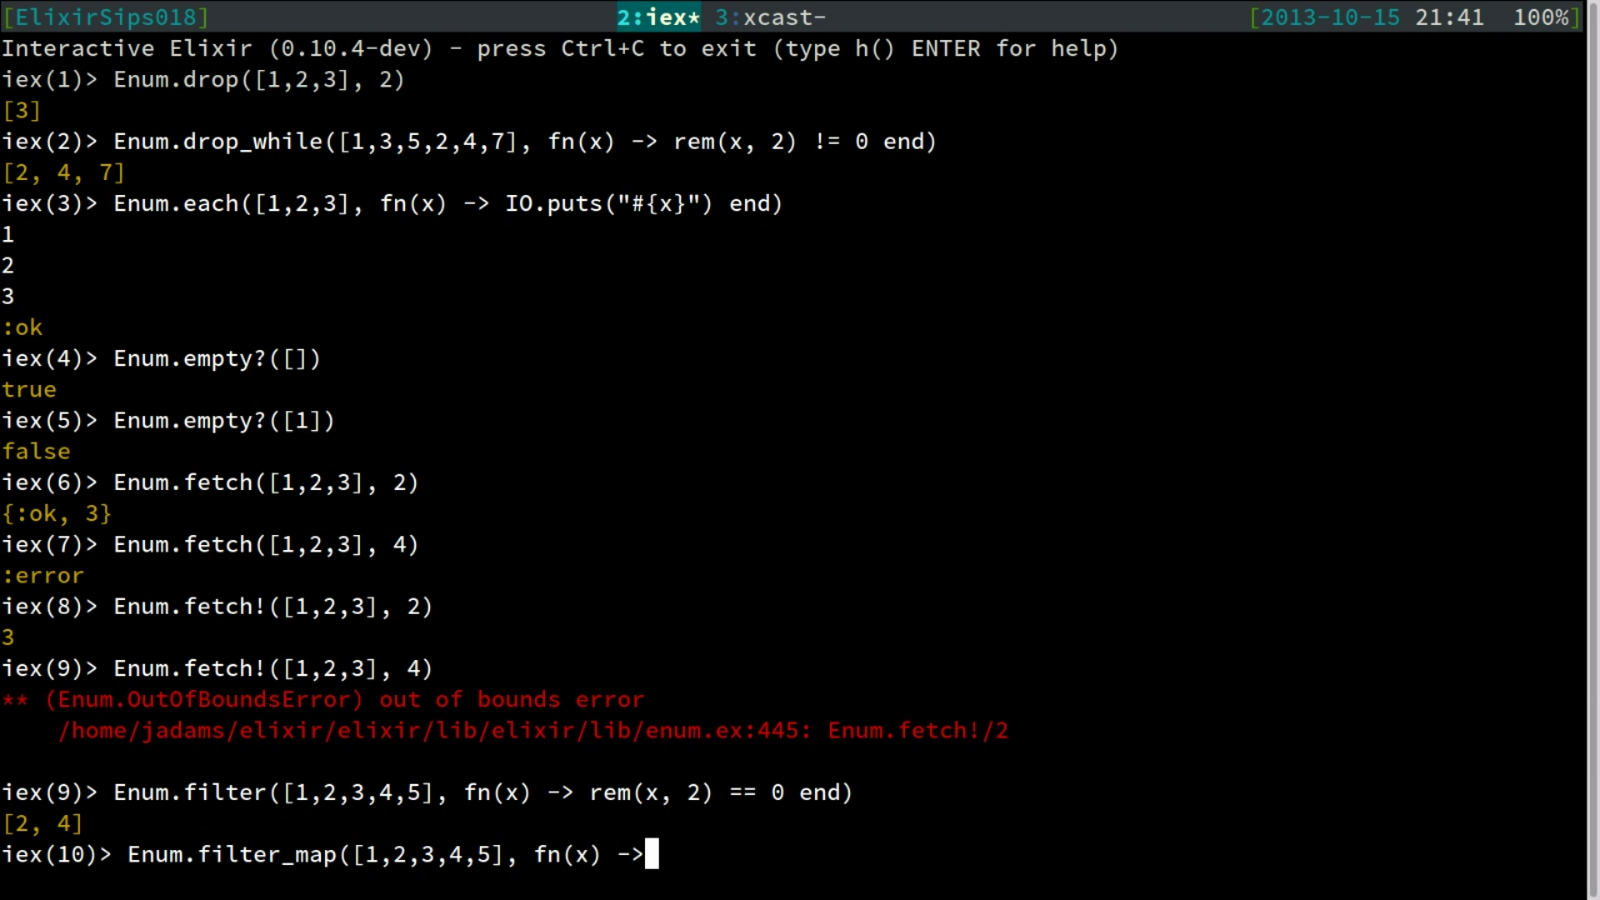 [ElixirSips018] 2:iex* 3:xcast- [2013-10-15 21:41 100%]
Interactive Elixir (0.10.4-dev) - press Ctrl+C to exit (type h() ENTER for help)
iex(1)> Enum.drop([1,2,3], 2)
[3]
iex(2)> Enum.drop_while([1,3,5,2,4,7], fn(x) -> rem(x, 2) != 0 end)
[2, 4, 7]
iex(3)> Enum.each([1,2,3], fn(x) -> IO.puts("#{x}") end)
1
2
3
:ok
iex(4)> Enum.empty?([])
true
iex(5)> Enum.empty?([1])
false
iex(6)> Enum.fetch([1,2,3], 2)
{:ok, 3}
iex(7)> Enum.fetch([1,2,3], 4)
:error
iex(8)> Enum.fetch!([1,2,3], 2)
3
iex(9)> Enum.fetch!([1,2,3], 4)
** (Enum.OutOfBoundsError) out of bounds error
    /home/jadams/elixir/elixir/lib/elixir/lib/enum.ex:445: Enum.fetch!/2
iex(9)> Enum.filter([1,2,3,4,5], fn(x) -> rem(x, 2) == 0 end)
[2, 4]
iex(10)> Enum.filter_map([1,2,3,4,5], fn(x) ->